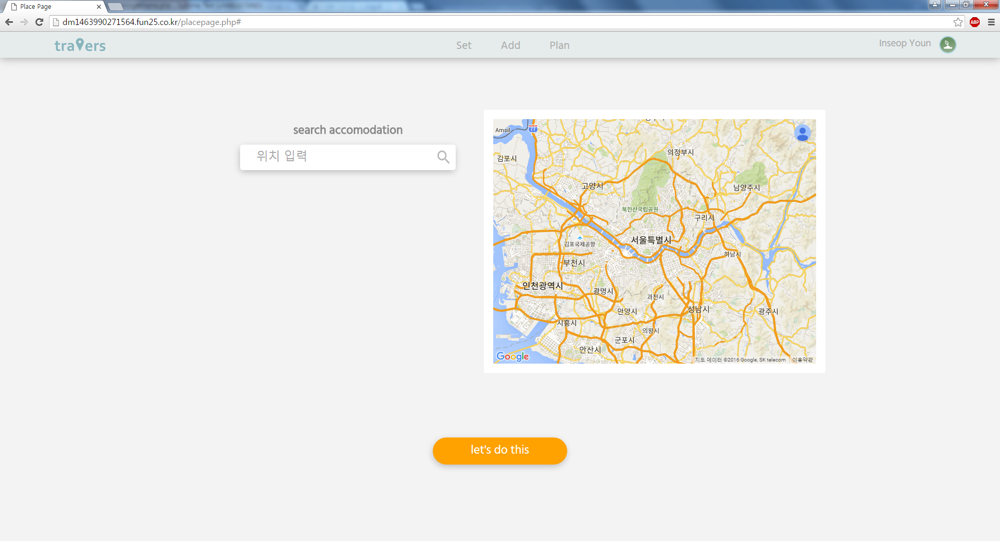 Place Page
dm1463990271564.fun25.co.kr/placepage.php#
ABP
travers
Set
Add
Plan
Inseop Youn
search accomodation
위치 입력
Amsil
77
의정부시
김포시
고양시
남양주시
북한산국립공원
구리시
서울특별시
김포국제공항
하남시
부천시
인천광역시
광명시
과천시
안양시
성남시
광주시
시흥시
의왕시
군포시
안산시
Google
지도 데이터 ©2016 Google, SK telecom
이용약관
let's do this